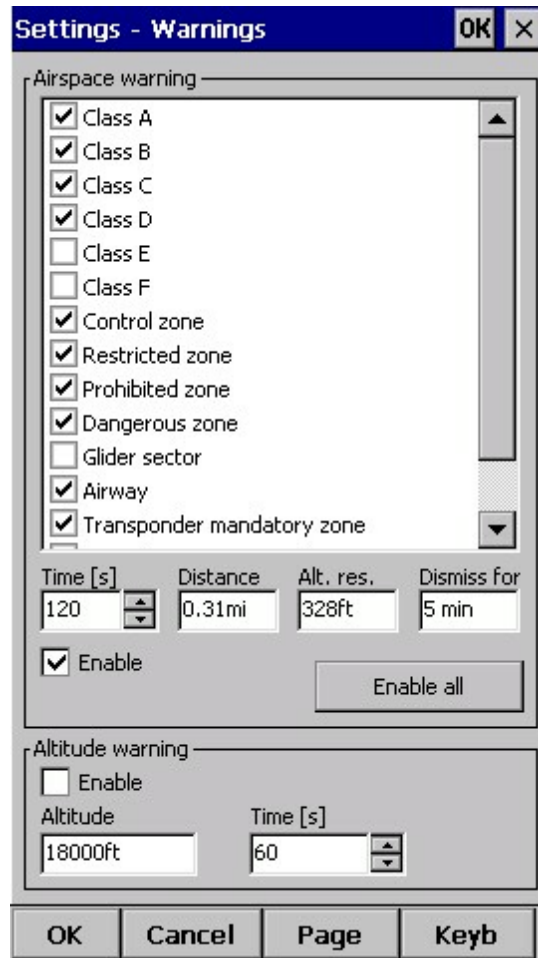 Settings - Warnings OK ×
Airspace warning
Class A
Class B
Class C
Class D
Class E
Class F
Control zone
Restricted zone
Prohibited zone
Dangerous zone
Glider sector
Airway
Transponder mandatory zone
Time [s] Distance Alt. res. Dismiss for
120 0.31mi 328ft 5 min
Enable
Enable all
Altitude warning
Enable
Altitude Time [s]
18000ft 60
OK Cancel Page Keyb